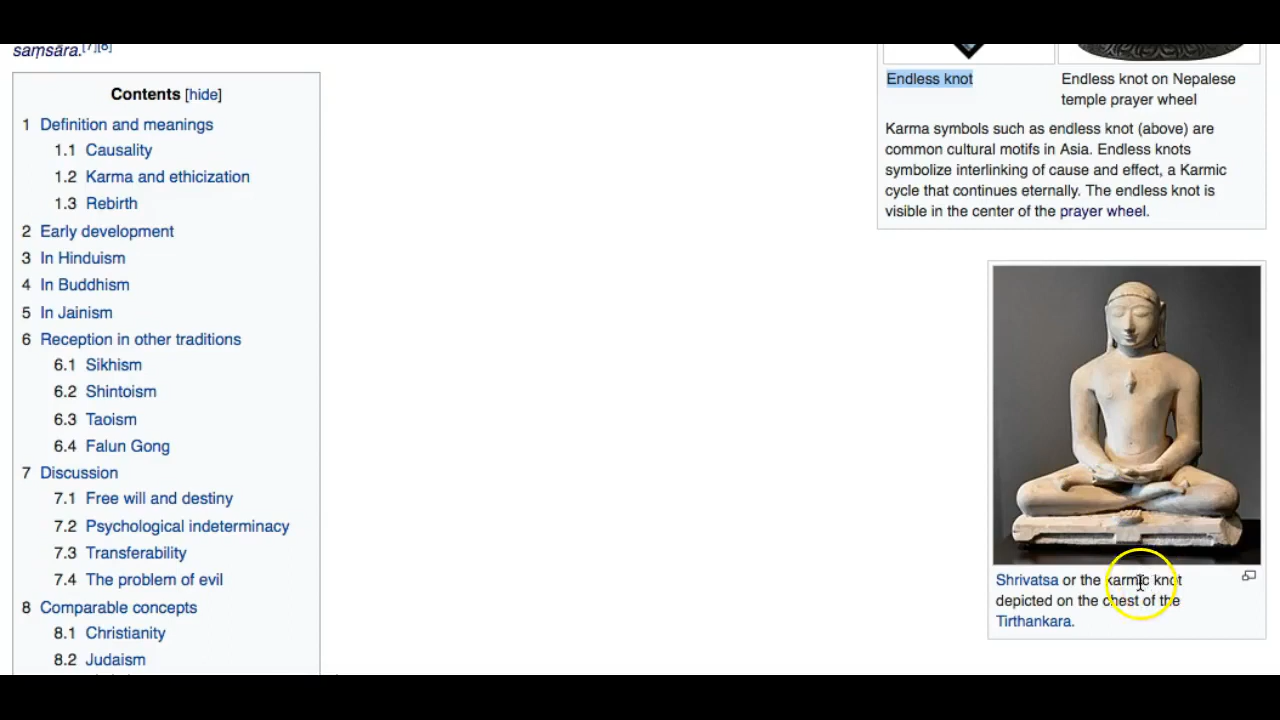 saṃsāra.[7][8]
Contents [hide]
1 Definition and meanings
1.1 Causality
1.2 Karma and ethicization
1.3 Rebirth
2 Early development
3 In Hinduism
4 In Buddhism
5 In Jainism
6 Reception in other traditions
6.1 Sikhism
6.2 Shintoism
6.3 Taoism
6.4 Falun Gong
7 Discussion
7.1 Free will and destiny
7.2 Psychological indeterminacy
7.3 Transferability
7.4 The problem of evil
8 Comparable concepts
8.1 Christianity
8.2 Judaism
Endless knot
Endless knot on Nepalese
temple prayer wheel
Karma symbols such as endless knot (above) are
common cultural motifs in Asia. Endless knots
symbolize interlinking of cause and effect, a Karmic
cycle that continues eternally. The endless knot is
visible in the center of the prayer wheel.
Shrivatsa or the karmic knot
depicted on the chest of the
Tirthankara.